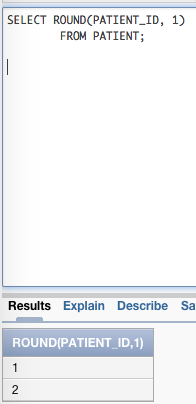 SELECT ROUND(PATIENT_ID, 1)
FROM PATIENT;
Results Explain Describe Sa
ROUND(PATIENT_ID,1)
1
2